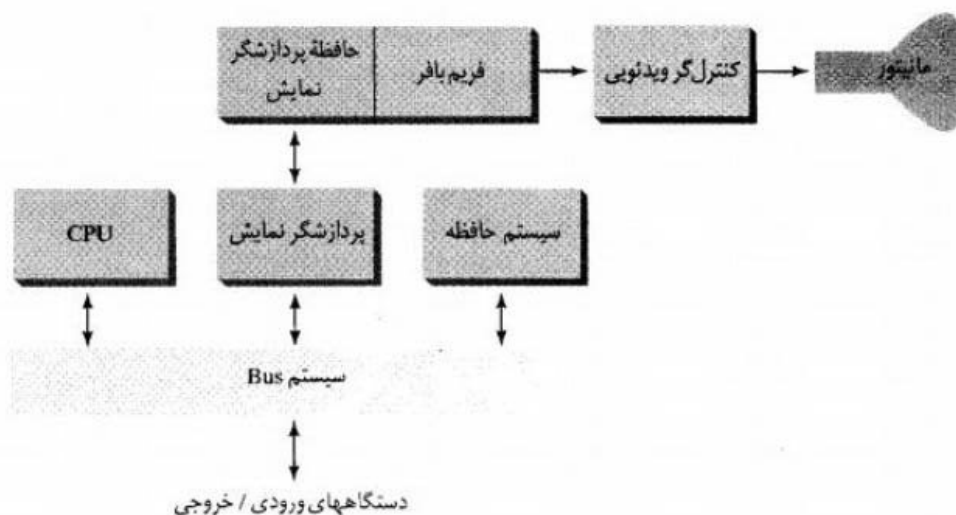 حافظهٔ پردازشگر
نمایش
فریم بافر
کنترل‌گر ویدئویی
مانیتور
CPU
پردازشگر نمایش
سیستم حافظه
سیستم Bus
دستگاههای ورودی / خروجی